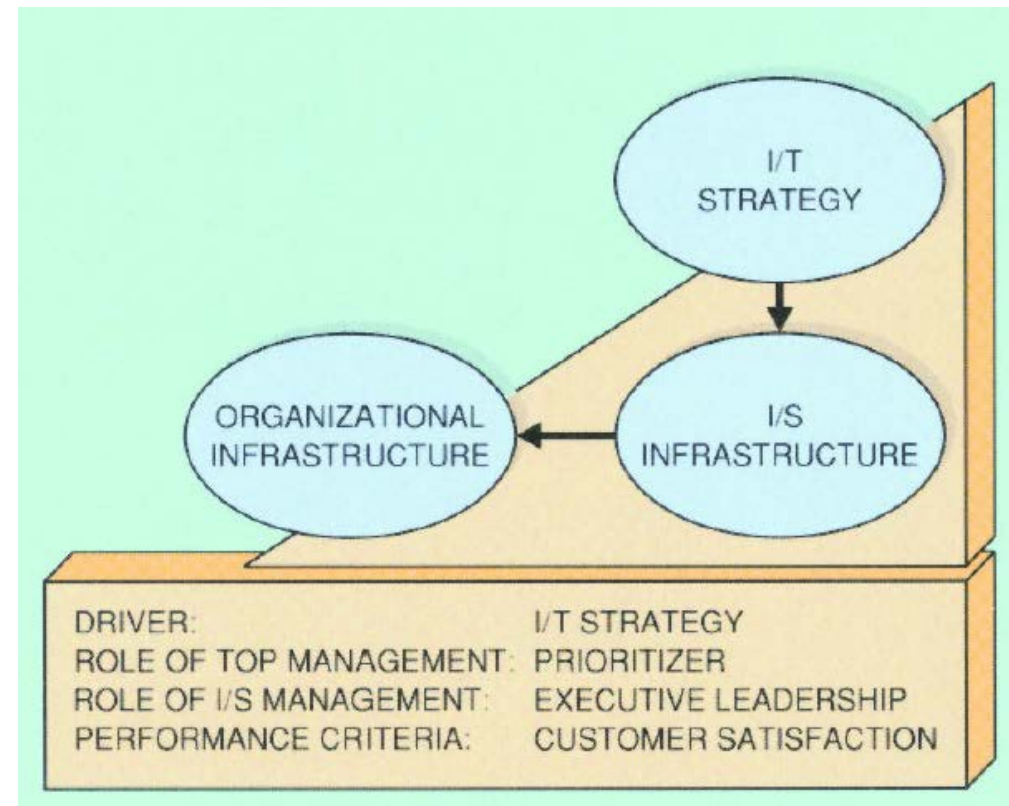 I/T
STRATEGY
ORGANIZATIONAL
INFRASTRUCTURE
I/S
INFRASTRUCTURE
DRIVER: I/T STRATEGY
ROLE OF TOP MANAGEMENT: PRIORITIZER
ROLE OF I/S MANAGEMENT: EXECUTIVE LEADERSHIP
PERFORMANCE CRITERIA: CUSTOMER SATISFACTION